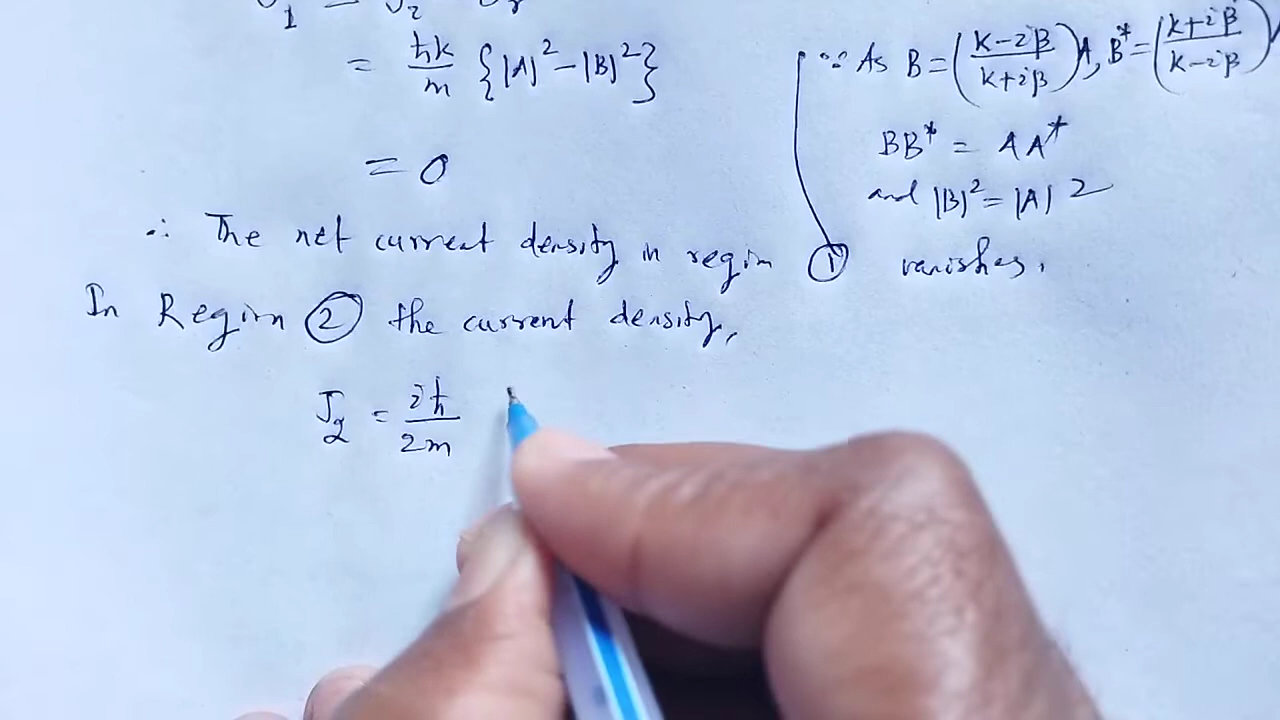 = ħk/m {|A|² − |B|²}
= 0
∵ As B = (k−iβ/k+iβ)A, B* = (k+iβ/k−iβ)
BB* = AA*
and |B|² = |A|²
∴ The net current density in region ① vanishes.
In Region ② the current density,
J₂ = iħ/2m